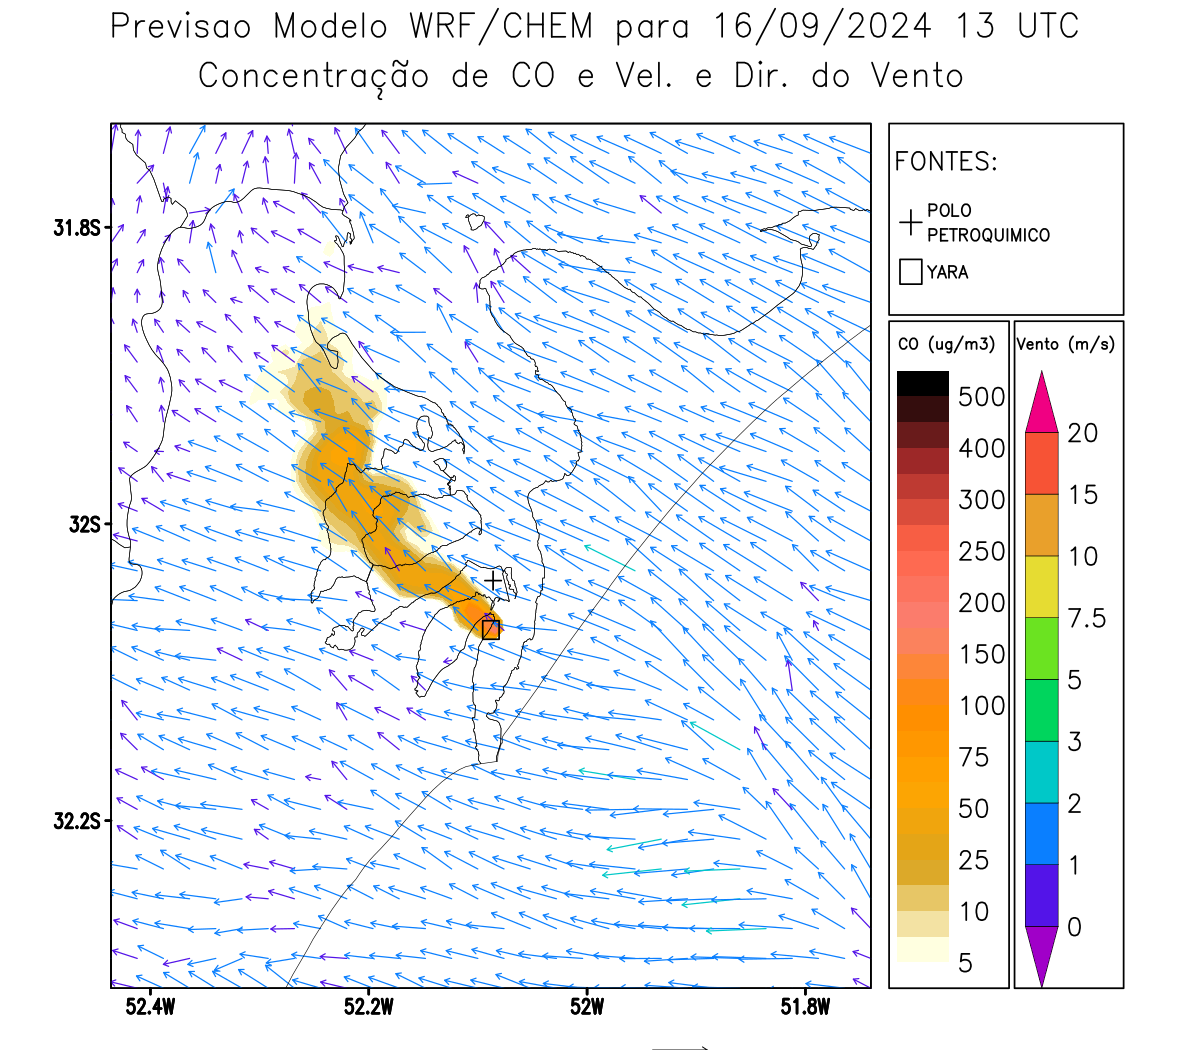 Previsao Modelo WRF/CHEM para 16/09/2024 13 UTC
Concentração de CO e Vel. e Dir. do Vento
FONTES:
POLO
PETROQUIMICO
YARA
CO (ug/m3)
500
400
300
250
200
150
100
75
50
25
10
5
Vento (m/s)
20
15
10
7.5
5
3
2
1
0
31.8S
32S
32.2S
52.4W
52.2W
52W
51.8W